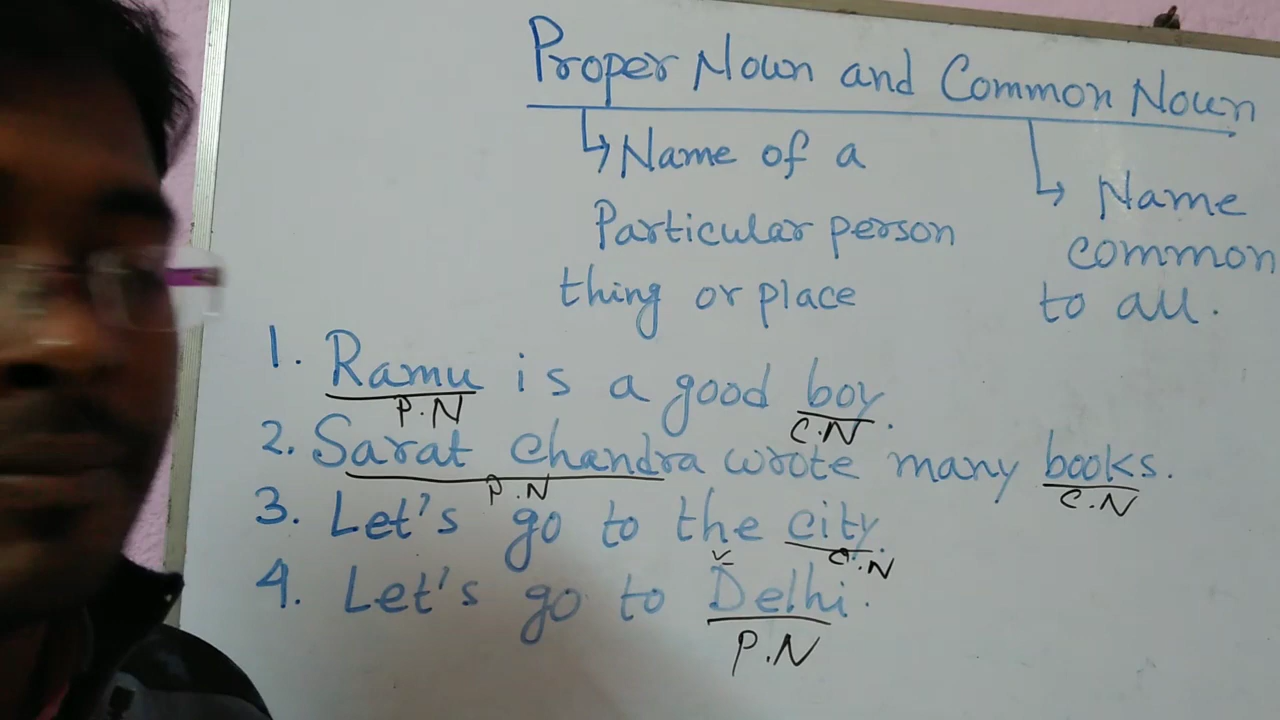 Proper Noun and Common Noun
↳ Name of a
Particular person
thing or place
↳ Name
common
to all.
1. Ramu is a good boy.
P.N
C.N
2. Sarat Chandra wrote many books.
P.N
C.N
3. Let's go to the city.
C.N
4. Let's go to Delhi.
P.N